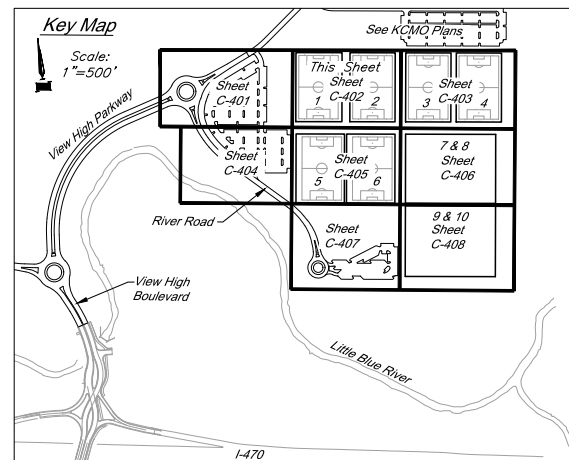 Key Map
Scale:
1"=500'
See KCMO Plans
View High Parkway
Sheet
C-401
This Sheet
Sheet
C-402
1
2
Sheet
C-403
3
4
Sheet
C-404
Sheet
C-405
5
6
7 & 8
Sheet
C-406
River Road
Sheet
C-407
9 & 10
Sheet
C-408
View High
Boulevard
Little Blue River
I-470